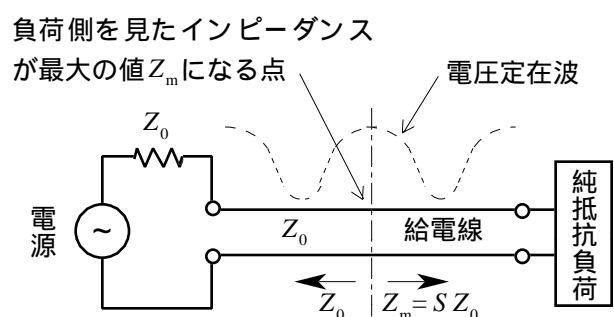 負荷側を見たインピーダンス
が最大の値Zmになる点
電圧定在波
Z0
電源
~
Z0
給電線
純抵抗負荷
Z0
Zm=SZ0